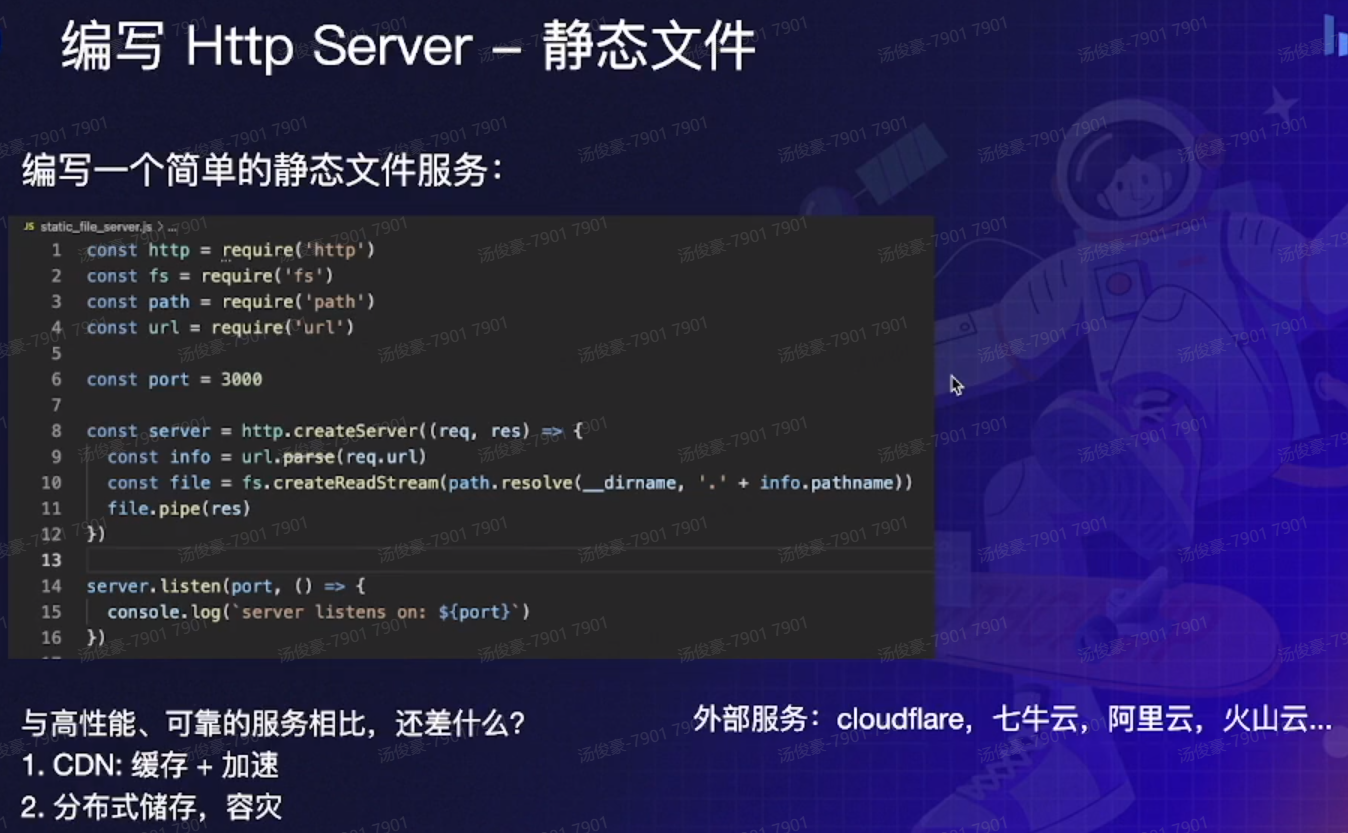 编写 Http Server – 静态文件
编写一个简单的静态文件服务：
JS static_file_server.js > ...
1 const http = require('http')
2 const fs = require('fs')
3 const path = require('path')
4 const url = require('url')
5
6 const port = 3000
7
8 const server = http.createServer((req, res) => {
9 const info = url.parse(req.url)
10 const file = fs.createReadStream(path.resolve(__dirname, '.' + info.pathname))
11 file.pipe(res)
12 })
13
14 server.listen(port, () => {
15 console.log(`server listens on: ${port}`)
16 })
与高性能、可靠的服务相比，还差什么？
1. CDN: 缓存 + 加速
2. 分布式储存，容灾
外部服务：cloudflare，七牛云，阿里云，火山云...
汤俊豪-7901 7901